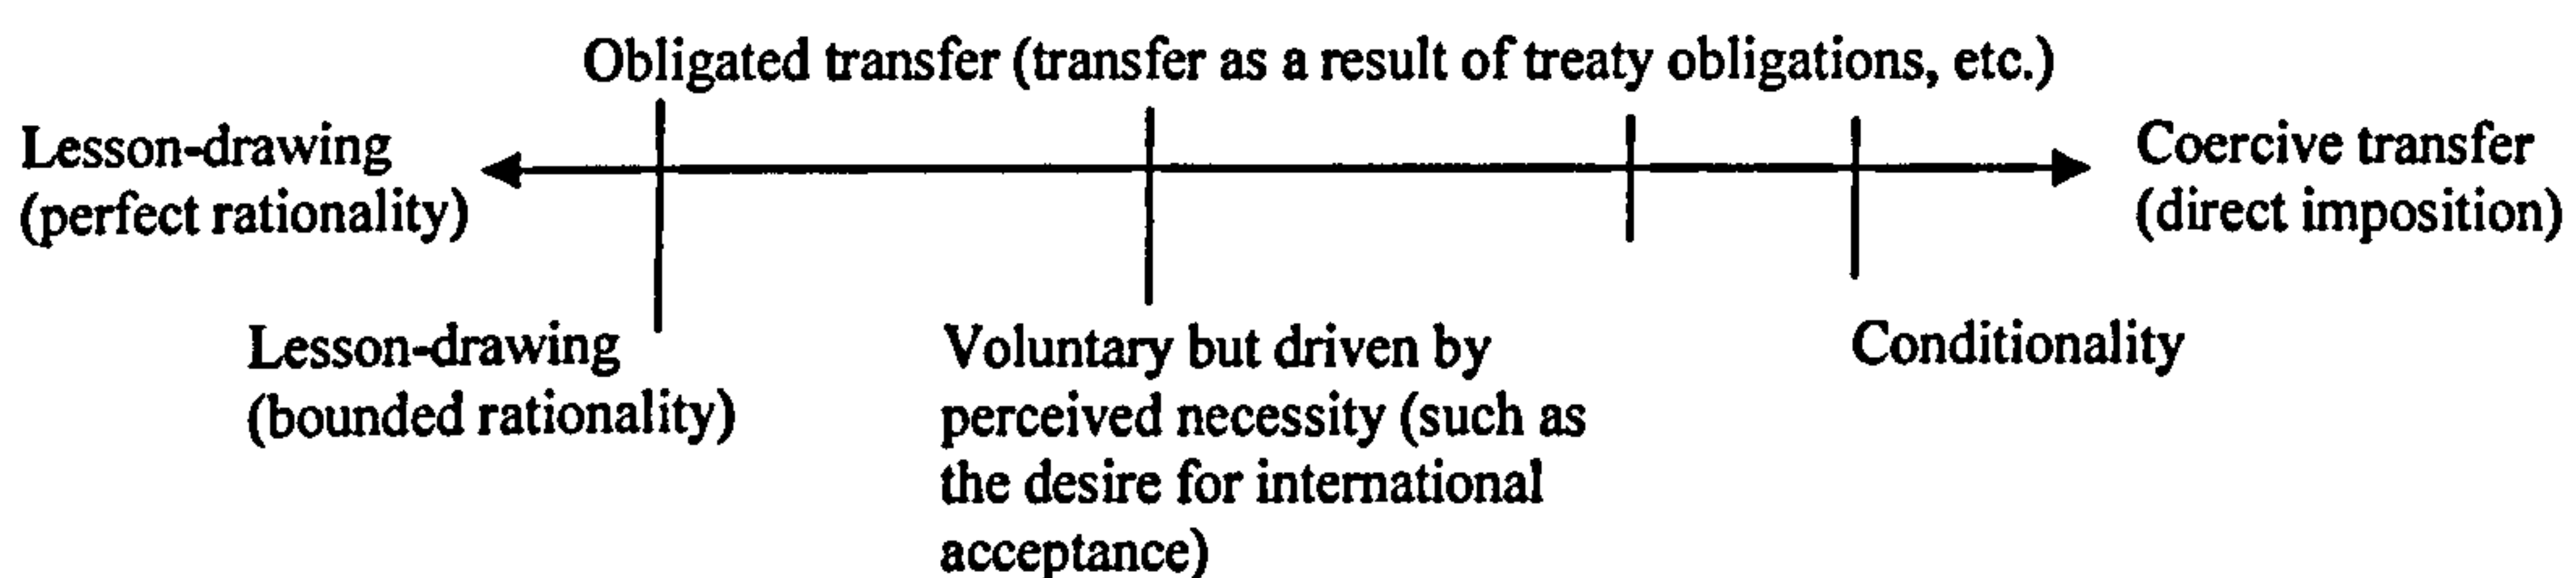 Obligated transfer (transfer as a result of treaty obligations, etc.)
Lesson-drawing
(perfect rationality)
Coercive transfer
(direct imposition)
Lesson-drawing
(bounded rationality)
Voluntary but driven by
perceived necessity (such as
the desire for international
acceptance)
Conditionality